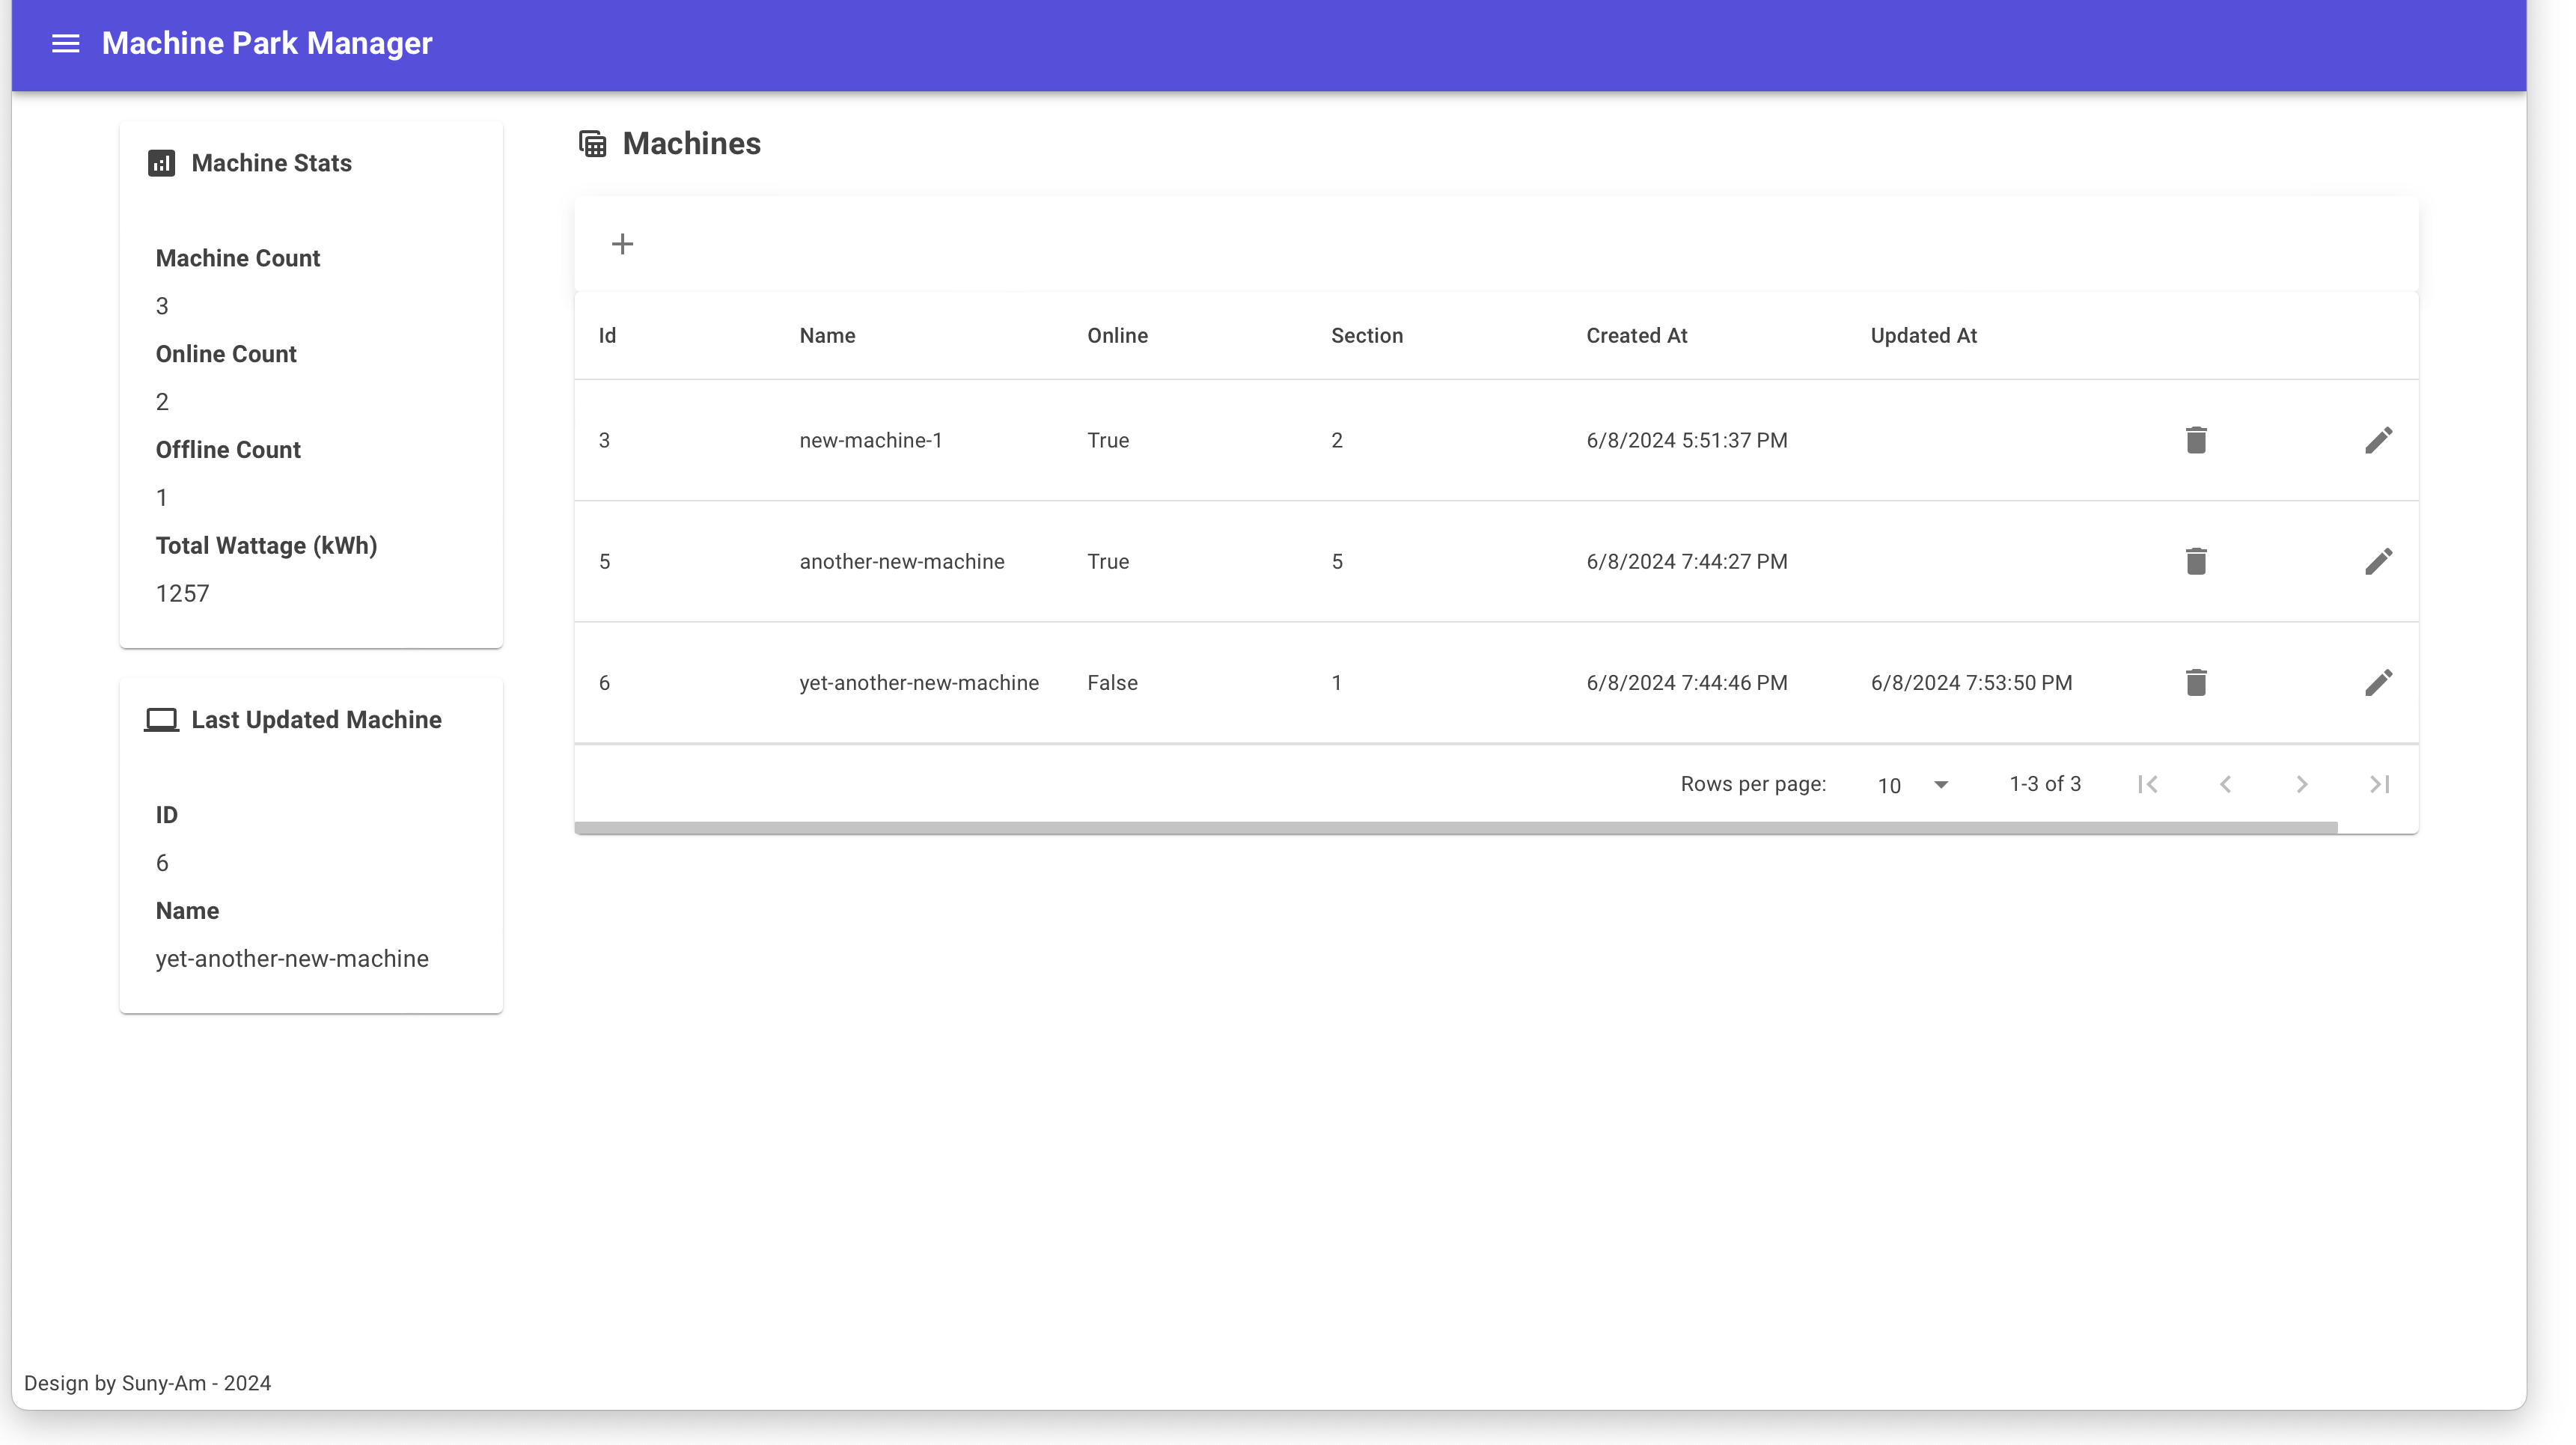 Machine Park Manager
Machine Stats
Machine Count
3
Online Count
2
Offline Count
1
Total Wattage (kWh)
1257
Last Updated Machine
ID
6
Name
yet-another-new-machine
Machines
Id Name Online Section Created At Updated At
3 new-machine-1 True 2 6/8/2024 5:51:37 PM
5 another-new-machine True 5 6/8/2024 7:44:27 PM
6 yet-another-new-machine False 1 6/8/2024 7:44:46 PM 6/8/2024 7:53:50 PM
Rows per page: 10 1-3 of 3
Design by Suny-Am - 2024